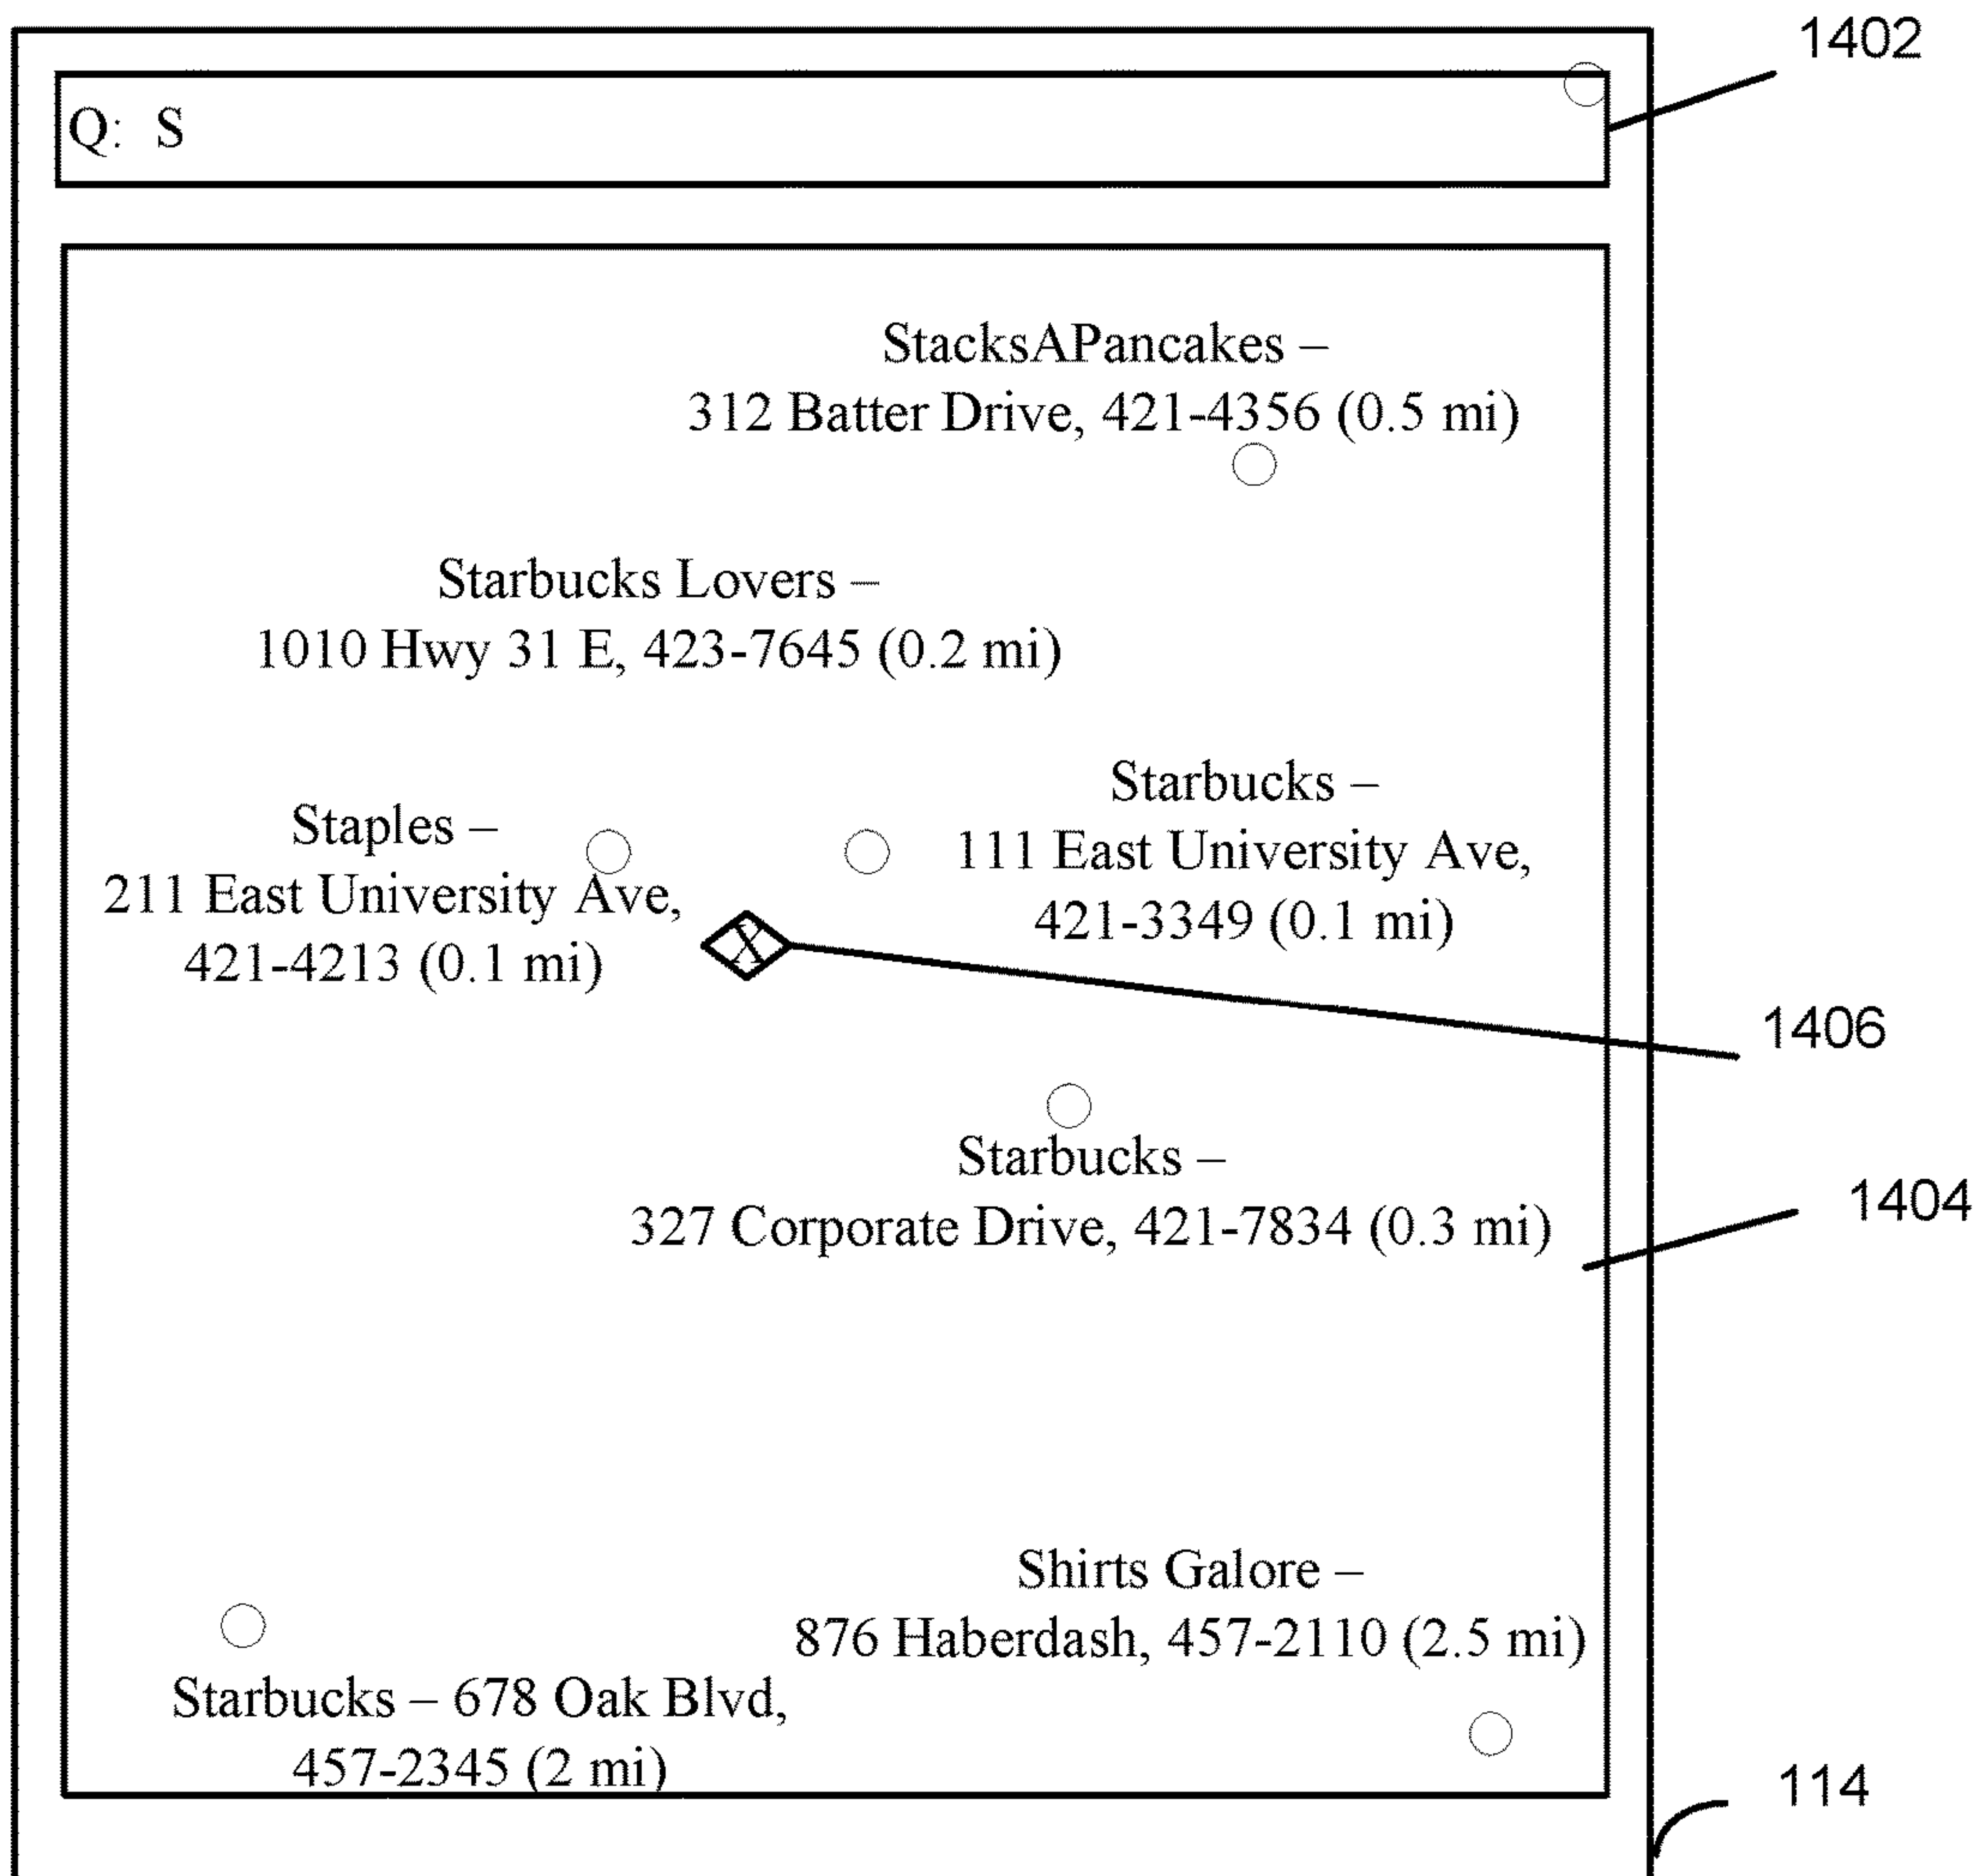 1402
Q: S
StacksAPancakes –
312 Batter Drive, 421-4356 (0.5 mi)
Starbucks Lovers –
1010 Hwy 31 E, 423-7645 (0.2 mi)
Staples –
211 East University Ave,
421-4213 (0.1 mi)
Starbucks –
111 East University Ave,
421-3349 (0.1 mi)
X
1406
Starbucks –
327 Corporate Drive, 421-7834 (0.3 mi)
1404
Shirts Galore –
876 Haberdash, 457-2110 (2.5 mi)
Starbucks – 678 Oak Blvd,
457-2345 (2 mi)
114